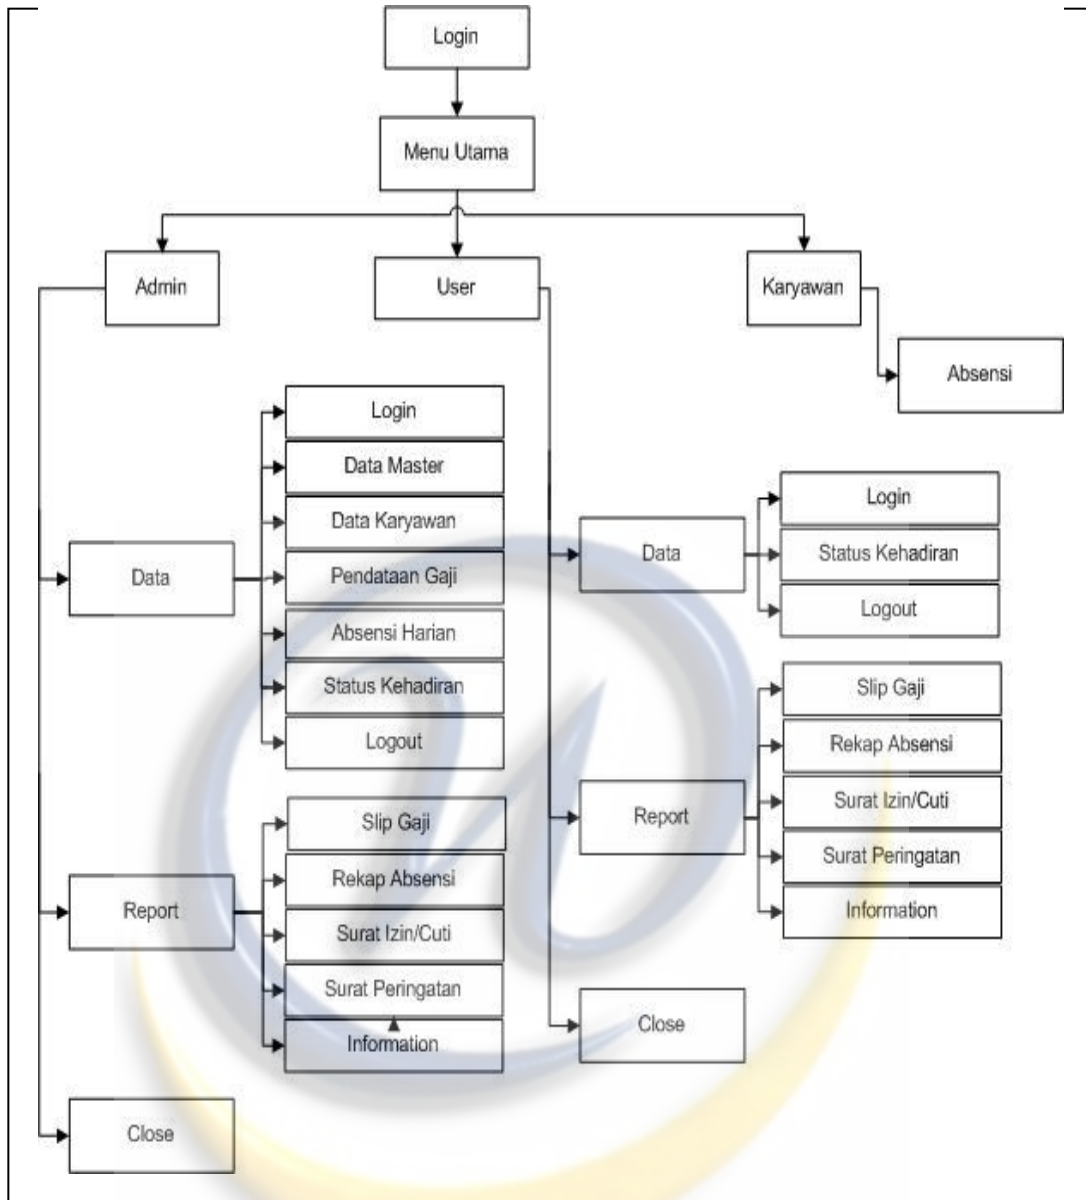 Login
Menu Utama
Admin
User
Karyawan
Absensi
Data
Login
Data Master
Data Karyawan
Pendataan Gaji
Absensi Harian
Status Kehadiran
Logout
Report
Slip Gaji
Rekap Absensi
Surat Izin/Cuti
Surat Peringatan
Information
Close
Data
Login
Status Kehadiran
Logout
Report
Slip Gaji
Rekap Absensi
Surat Izin/Cuti
Surat Peringatan
Information
Close